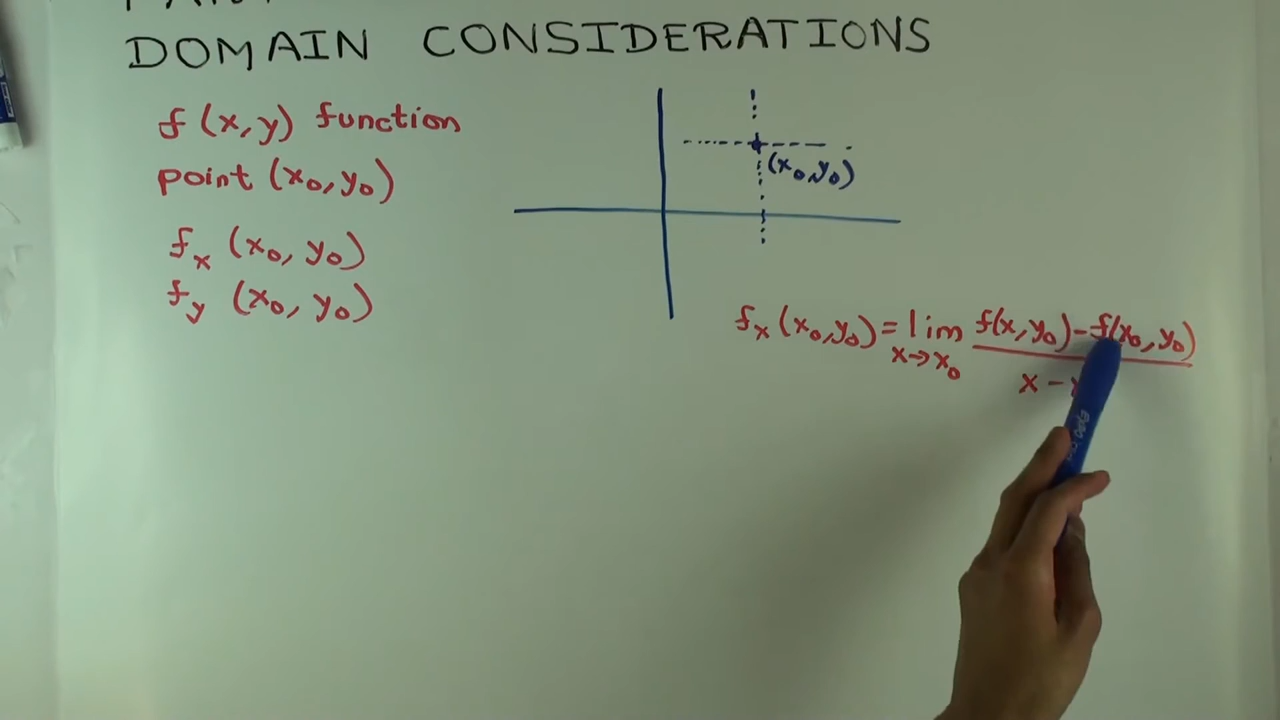 DOMAIN CONSIDERATIONS
f(x,y) function
point (x₀,y₀)
fₓ (x₀, y₀)
f_y (x₀, y₀)
(x₀,y₀)
fₓ(x₀,y₀) = lim f(x,y₀) - f(x₀,y₀)
x→x₀ x -